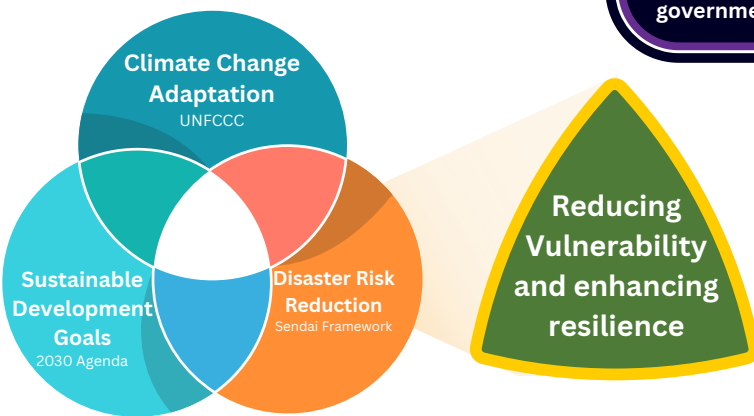 Climate Change
Adaptation
UNFCCC
Sustainable
Development
Goals
2030 Agenda
Disaster Risk
Reduction
Sendai Framework
Reducing
Vulnerability
and enhancing
resilience